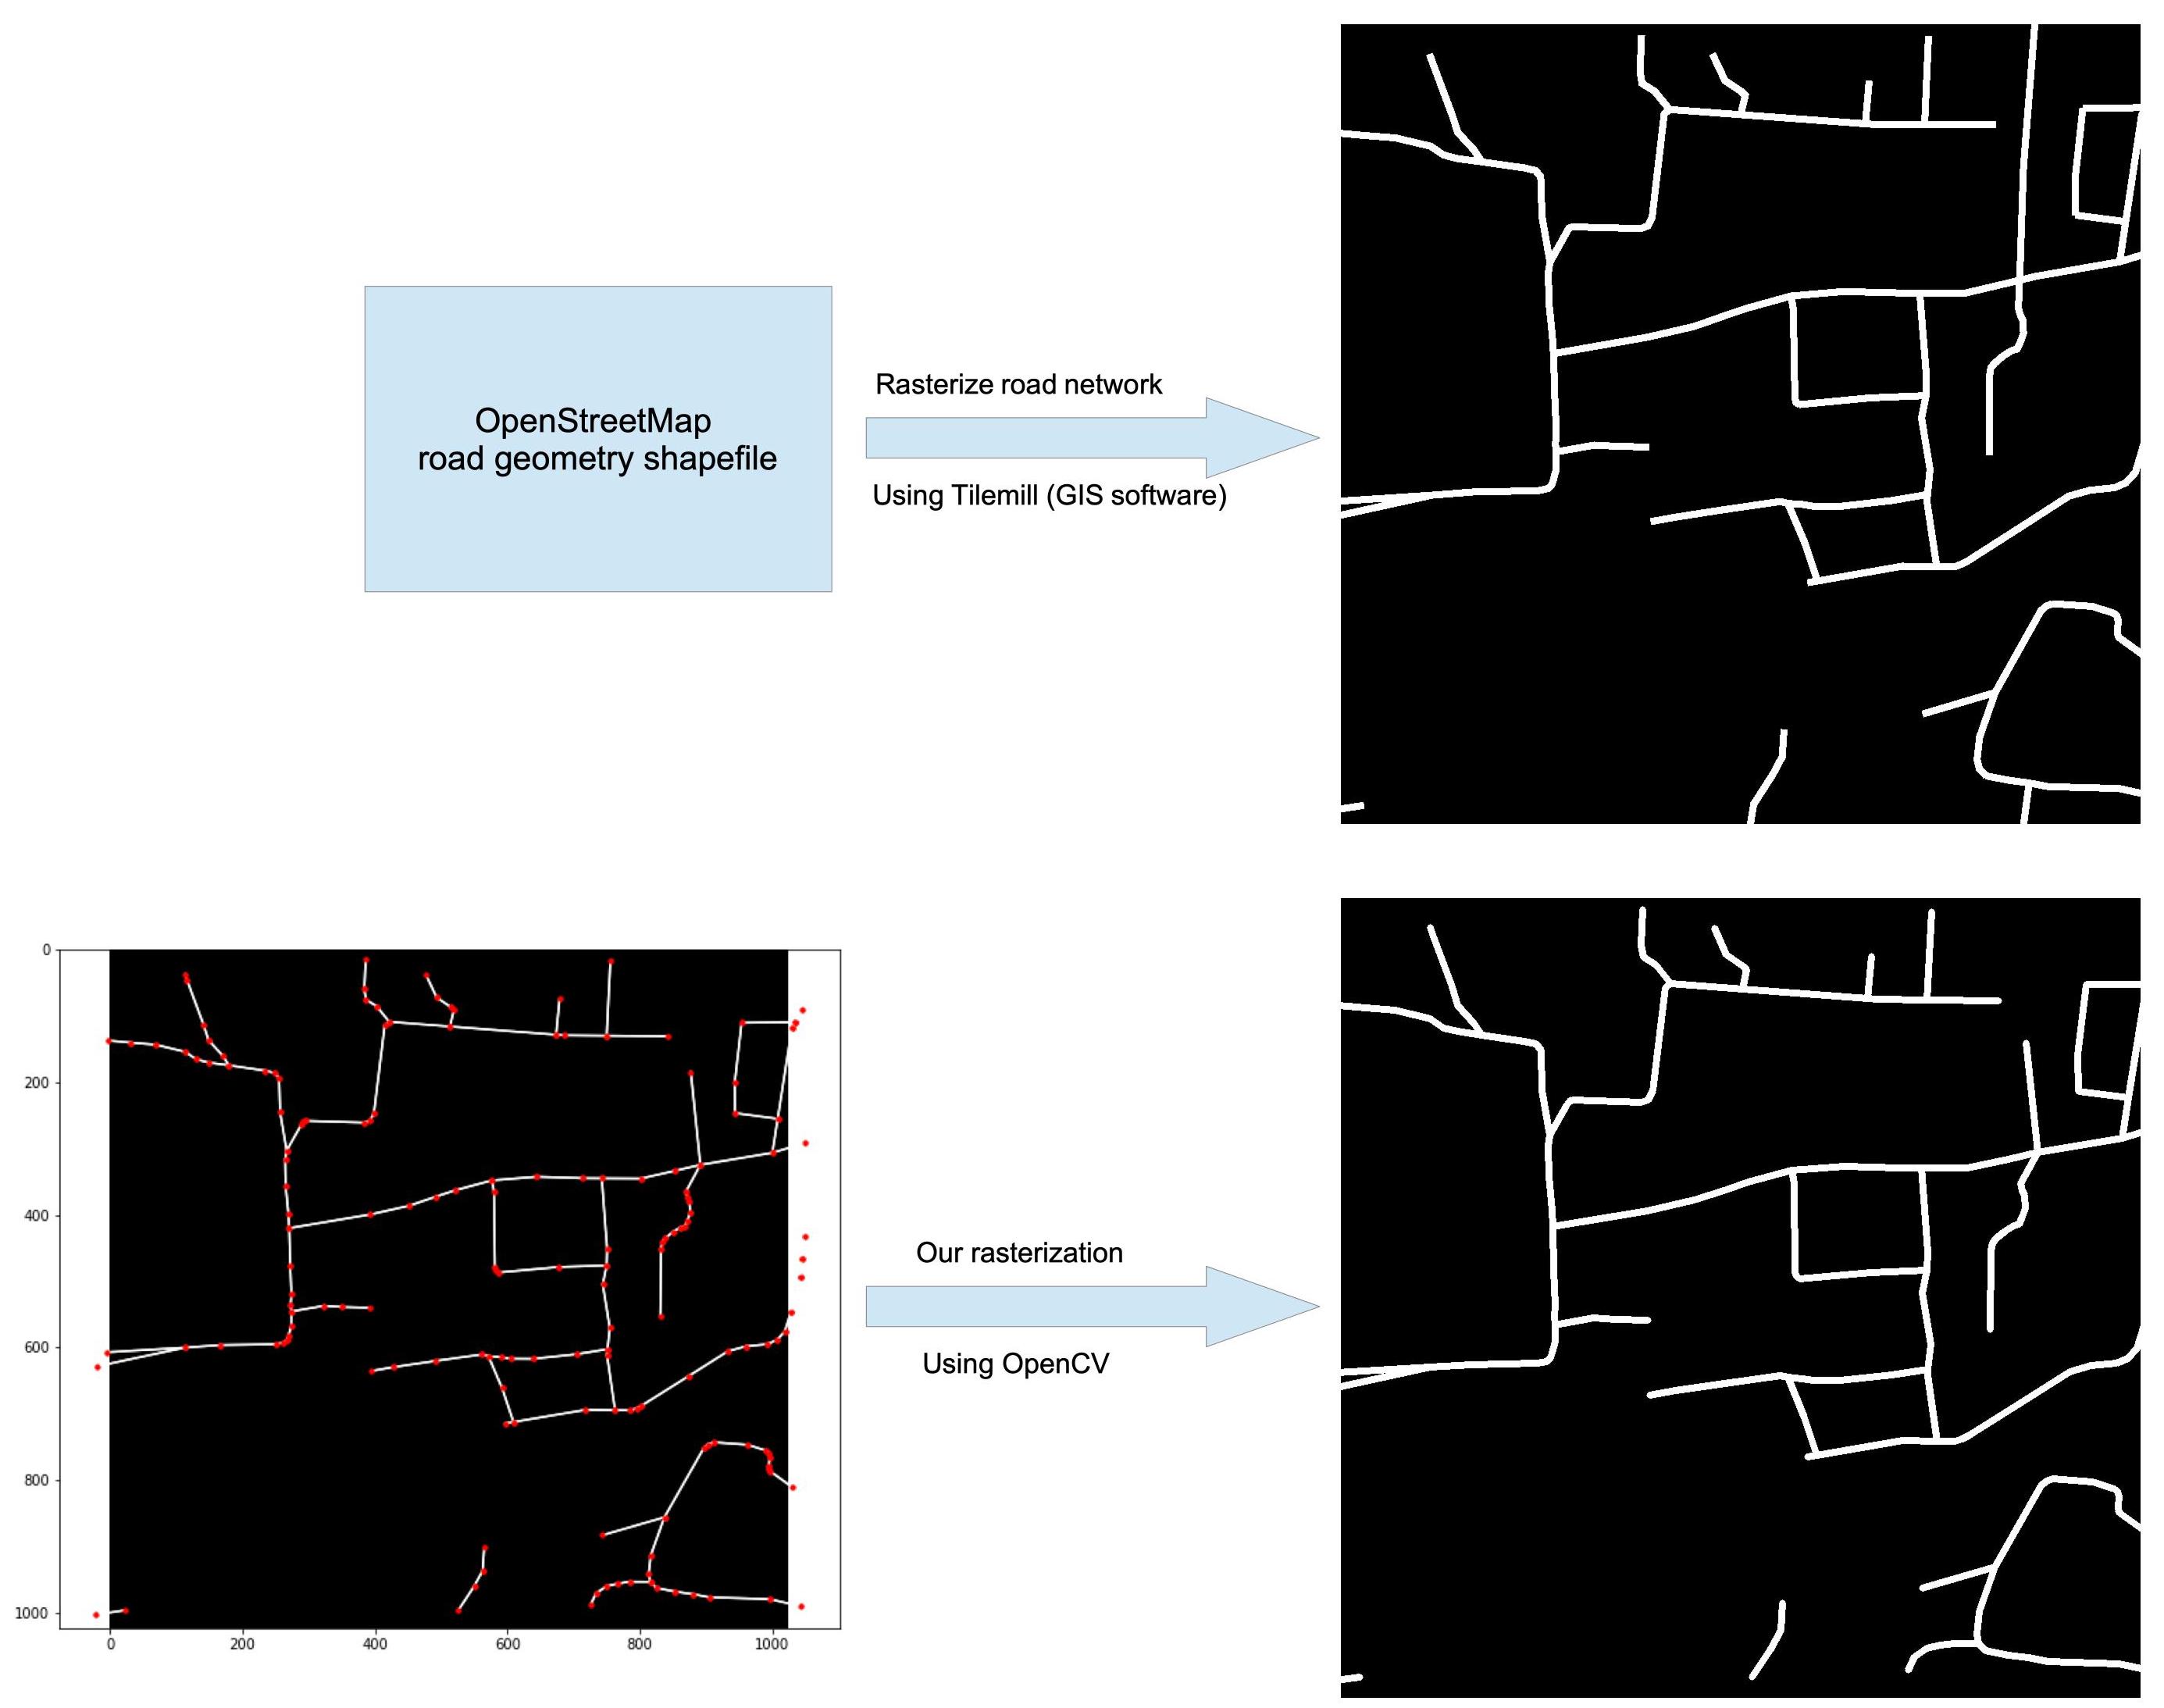 OpenStreetMap
road geometry shapefile
Rasterize road network
Using Tilemill (GIS software)
0
200
400
600
800
1000
0
200
400
600
800
1000
Our rasterization
Using OpenCV